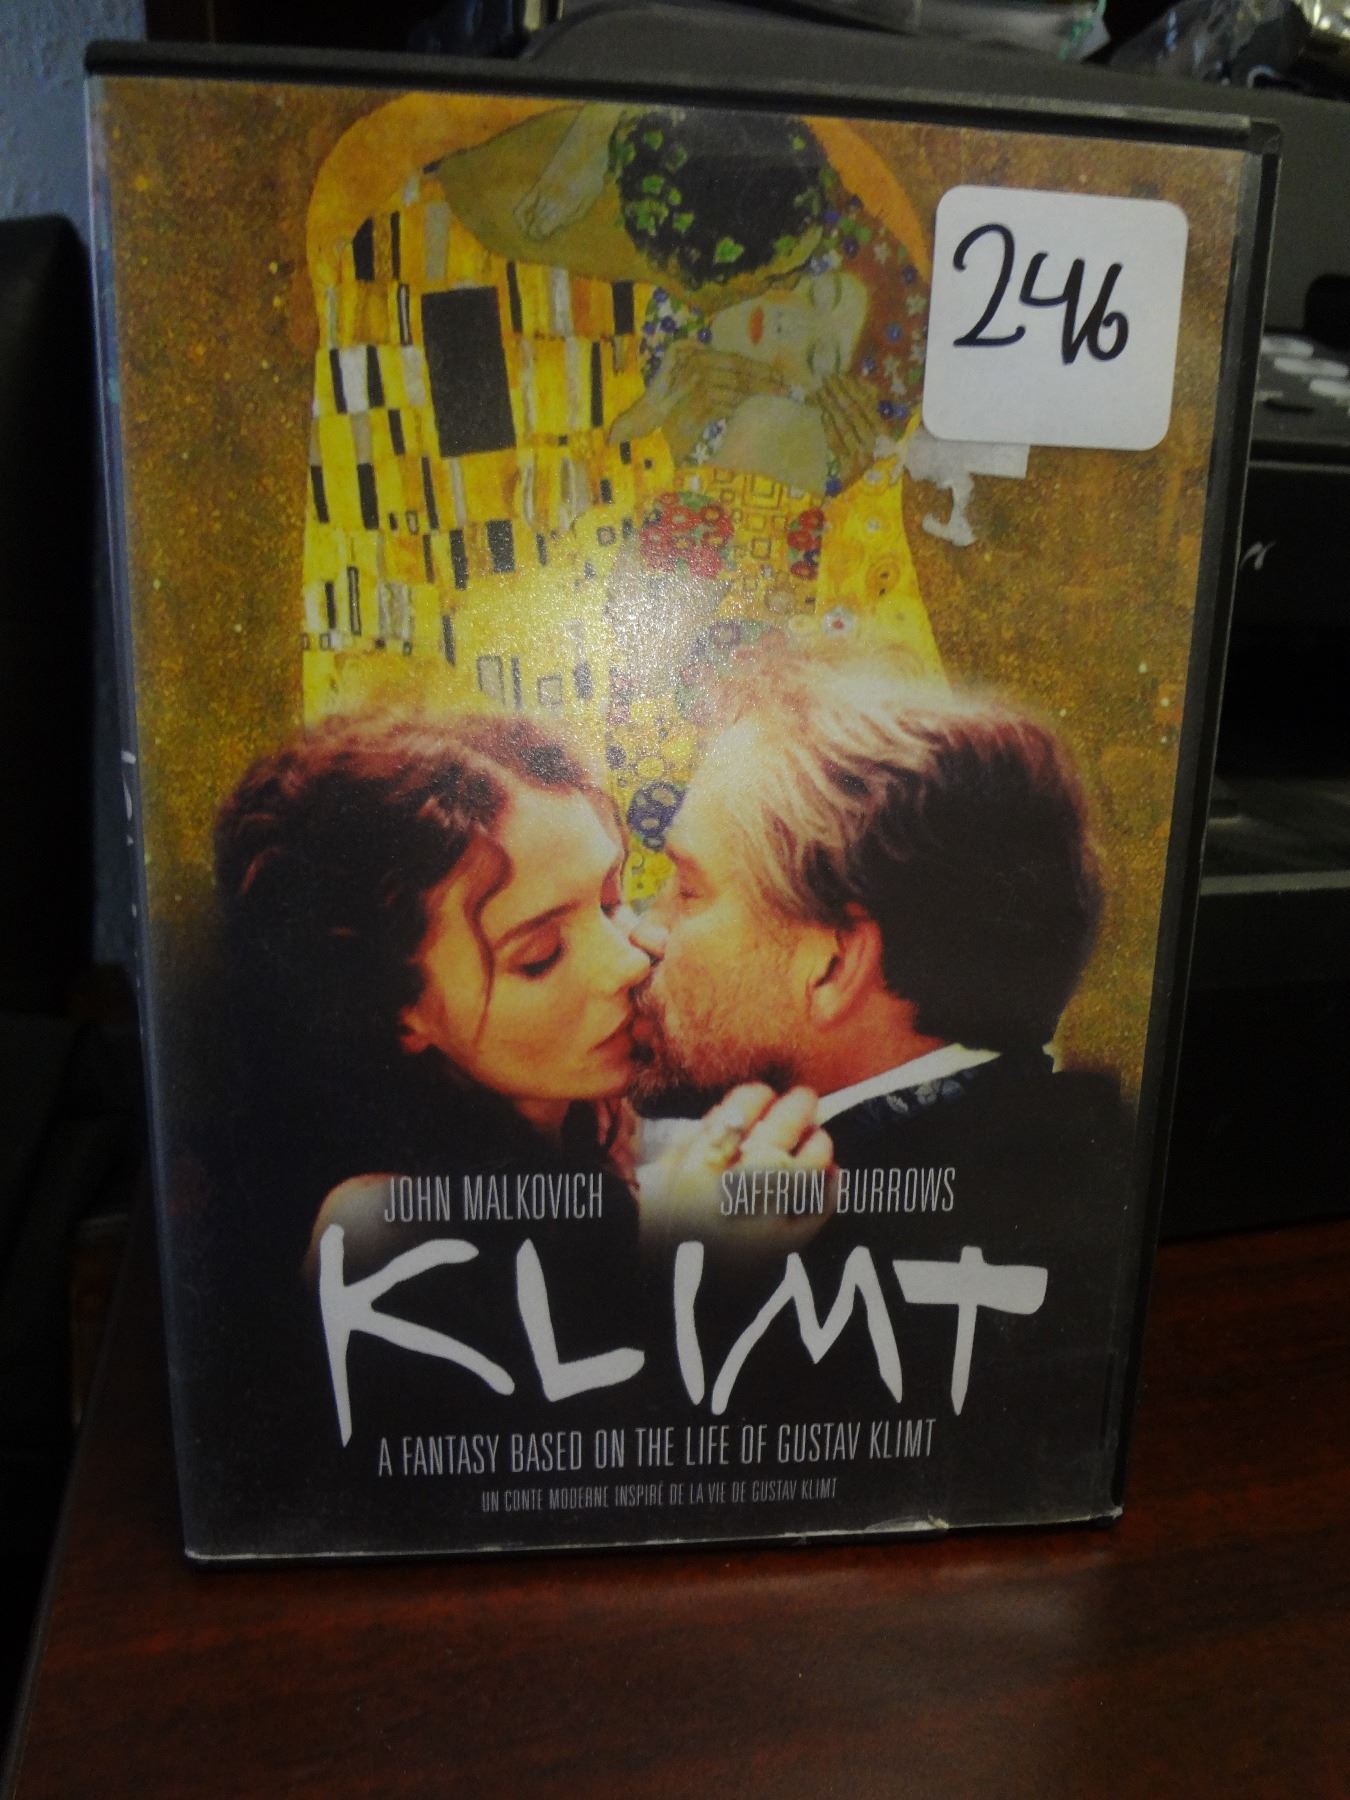 246
JOHN MALKOVICH SAFFRON BURROWS
KLIMT
A FANTASY BASED ON THE LIFE OF GUSTAV KLIMT
UN CONTE MODERNE INSPIRÉ DE LA VIE DE GUSTAV KLIMT